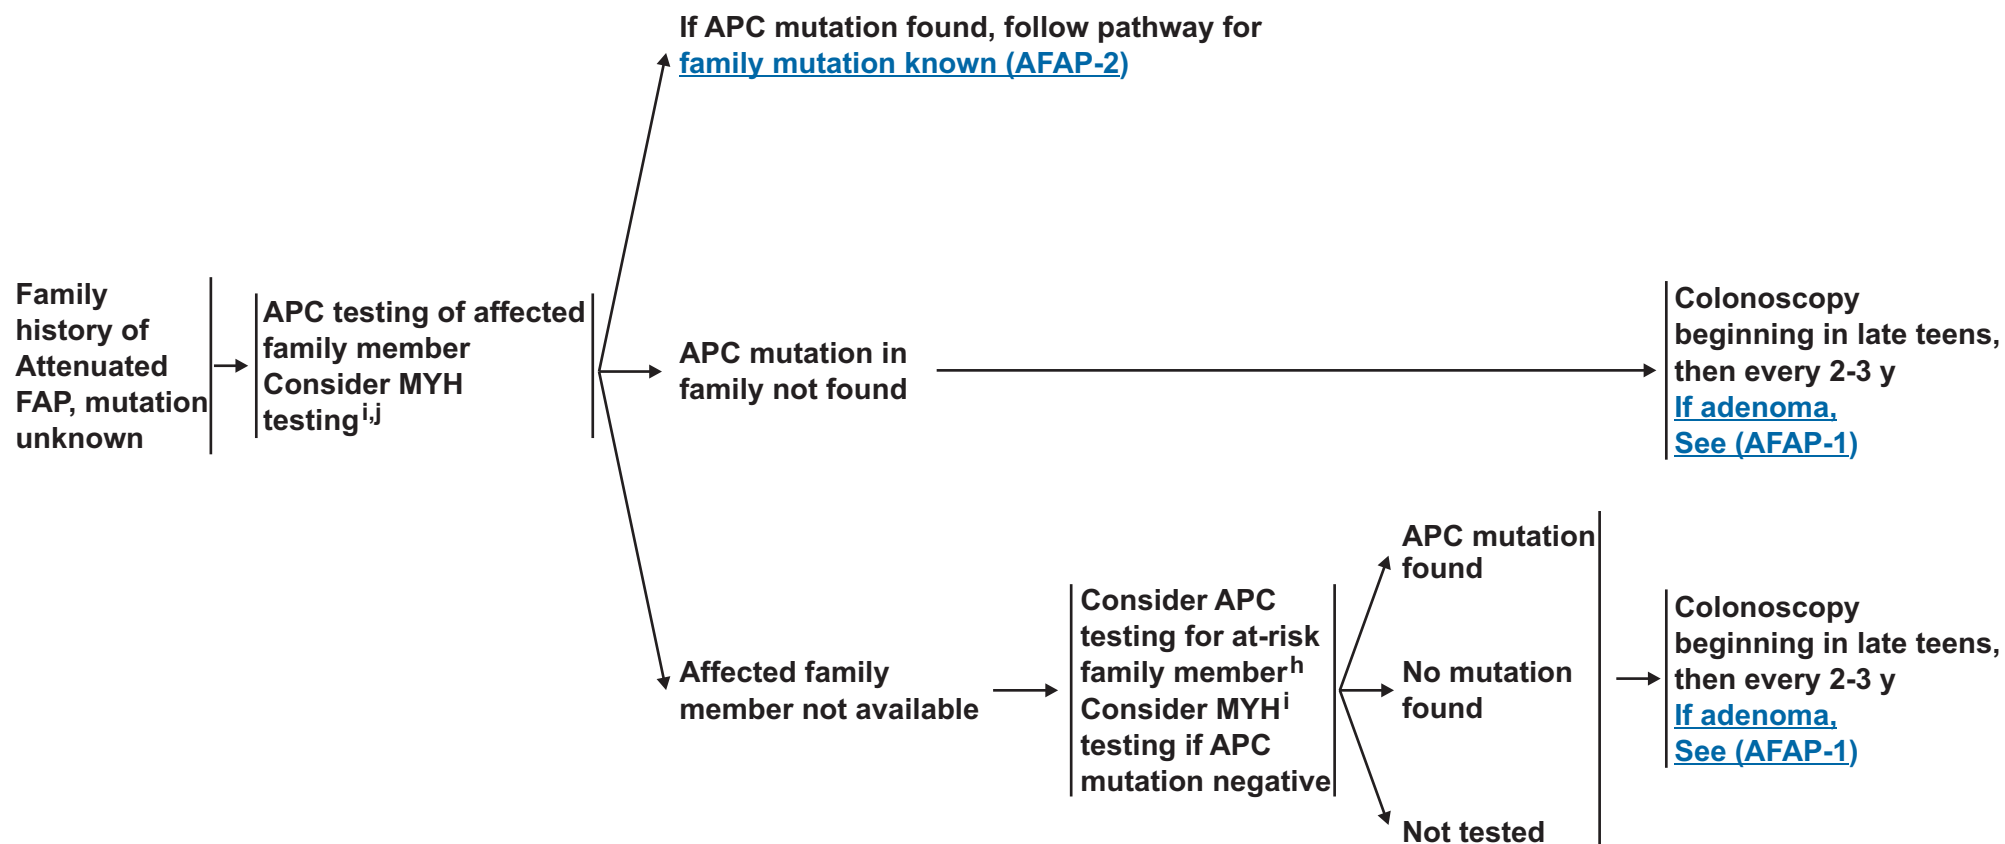 If APC mutation found, follow pathway for
family mutation known (AFAP-2)
Family
history of
Attenuated
FAP, mutation
unknown
APC testing of affected
family member
Consider MYH
testing i,j
APC mutation in
family not found
Colonoscopy
beginning in late teens,
then every 2-3 y
If adenoma,
See (AFAP-1)
Affected family
member not available
Consider APC
testing for at-risk
family member h
Consider MYH i
testing if APC
mutation negative
APC mutation
found
No mutation
found
Not tested
Colonoscopy
beginning in late teens,
then every 2-3 y
If adenoma,
See (AFAP-1)